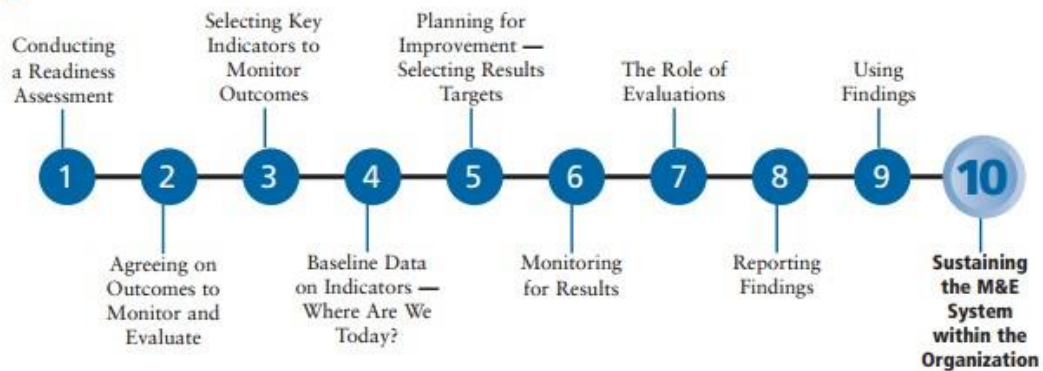 Conducting
a Readiness
Assessment
1
Agreeing on
Outcomes to
Monitor and
Evaluate
2
Selecting Key
Indicators to
Monitor
Outcomes
3
Baseline Data
on Indicators —
Where Are We
Today?
4
Planning for
Improvement —
Selecting Results
Targets
5
Monitoring
for Results
6
The Role of
Evaluations
7
Reporting
Findings
8
Using
Findings
9
Sustaining
the M&E
System
within the
Organization
10